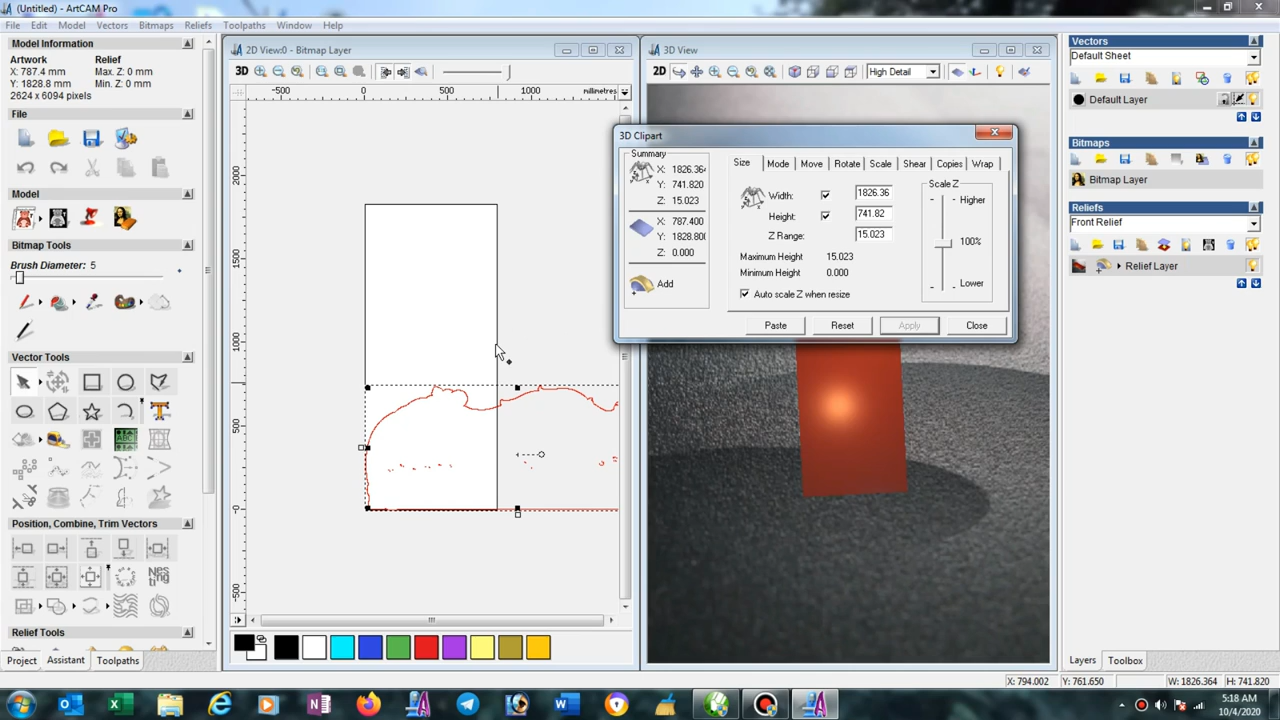 (Untitled) - ArtCAM Pro
File Edit Model Vectors Bitmaps Reliefs Toolpaths Window Help
Model Information
Artwork Relief
X: 787.4 mm Max. Z: 0 mm
Y: 1828.8 mm Min. Z: 0 mm
2624 x 6094 pixels
File
Model
Bitmap Tools
Brush Diameter: 5
Vector Tools
ABC
Position, Combine, Trim Vectors
Nes ting
Relief Tools
Project Assistant Toolpaths
2D View:0 - Bitmap Layer
3D
-500 0 500 1000 millimetres
2000
1500
1000
500
-0
-500
3D View
2D High Detail
3D Clipart
Summary
X: 1826.36
Y: 741.820
Z: 15.023
X: 787.400
Y: 1828.800
Z: 0.000
Add
Size Mode Move Rotate Scale Shear Copies Wrap
Width: 1826.36
Height: 741.82
Z Range: 15.023
Maximum Height 15.023
Minimum Height 0.000
Auto scale Z when resize
Scale Z
Higher
100%
Lower
Paste Reset Apply Close
Vectors
Default Sheet
Default Layer
Bitmaps
Bitmap Layer
Reliefs
Front Relief
Relief Layer
Layers Toolbox
X: 794.002 Y: 761.650 W: 1826.364 H: 741.820
5:18 AM
10/4/2020